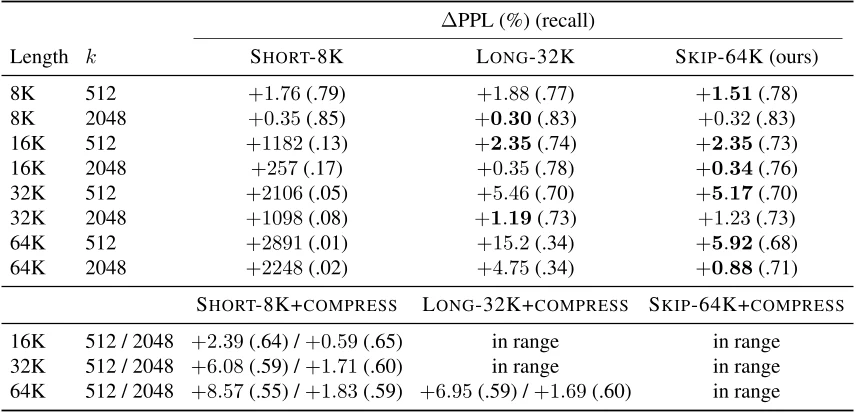 ΔPPL (%) (recall)
Length k SHORT-8K LONG-32K SKIP-64K (ours)
8K 512 +1.76 (.79) +1.88 (.77) +1.51 (.78)
8K 2048 +0.35 (.85) +0.30 (.83) +0.32 (.83)
16K 512 +1182 (.13) +2.35 (.74) +2.35 (.73)
16K 2048 +257 (.17) +0.35 (.78) +0.34 (.76)
32K 512 +2106 (.05) +5.46 (.70) +5.17 (.70)
32K 2048 +1098 (.08) +1.19 (.73) +1.23 (.73)
64K 512 +2891 (.01) +15.2 (.34) +5.92 (.68)
64K 2048 +2248 (.02) +4.75 (.34) +0.88 (.71)
SHORT-8K+COMPRESS LONG-32K+COMPRESS SKIP-64K+COMPRESS
16K 512 / 2048 +2.39 (.64) / +0.59 (.65) in range in range
32K 512 / 2048 +6.08 (.59) / +1.71 (.60) in range in range
64K 512 / 2048 +8.57 (.55) / +1.83 (.59) +6.95 (.59) / +1.69 (.60) in range